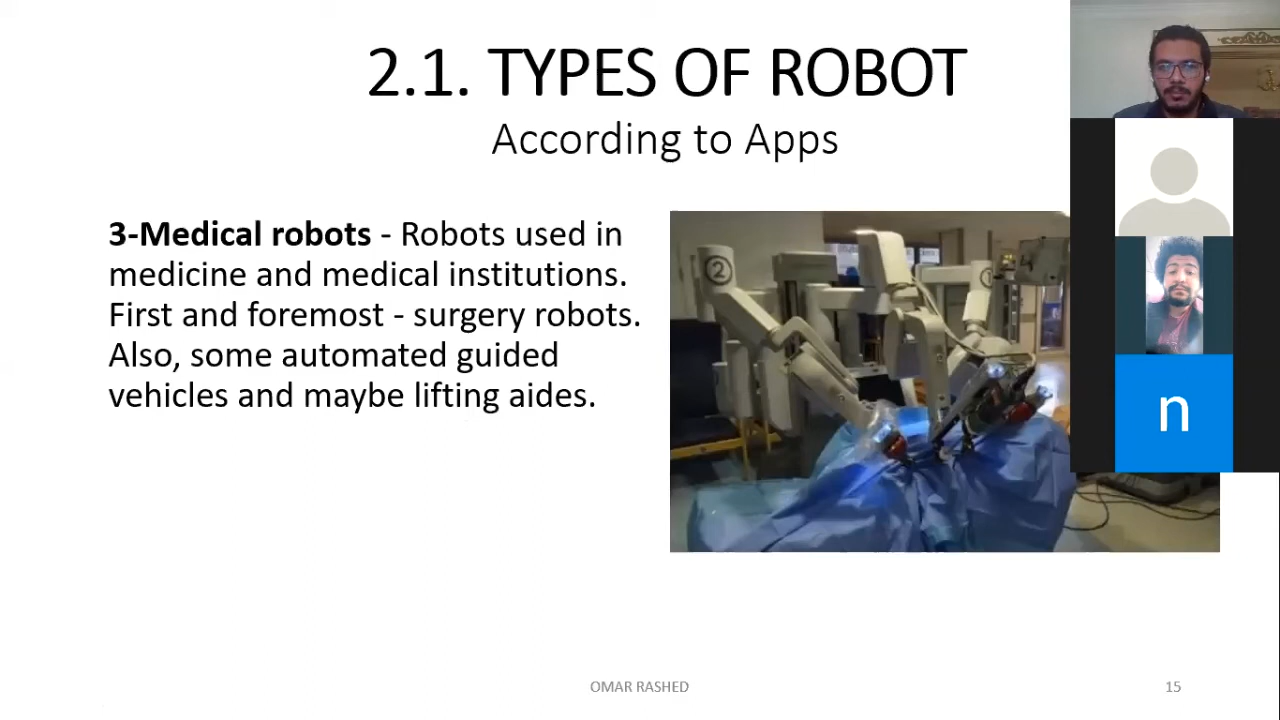 2.1. TYPES OF ROBOT
According to Apps
3-Medical robots - Robots used in
medicine and medical institutions.
First and foremost - surgery robots.
Also, some automated guided
vehicles and maybe lifting aides.
2
n
OMAR RASHED
15